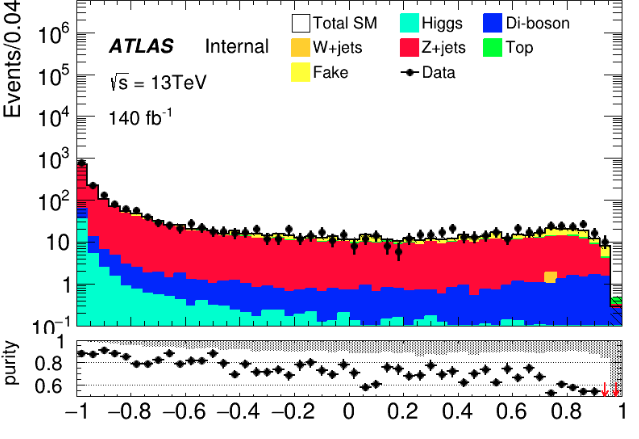 Events/0.04
10⁶
10⁵
10⁴
10³
10²
10
1
10⁻¹
ATLAS Internal
√s = 13TeV
140 fb⁻¹
Total SM
Higgs
Di-boson
W+jets
Z+jets
Top
Fake
Data
purity
1
0.8
0.6
−1 −0.8 −0.6 −0.4 −0.2 0 0.2 0.4 0.6 0.8 1